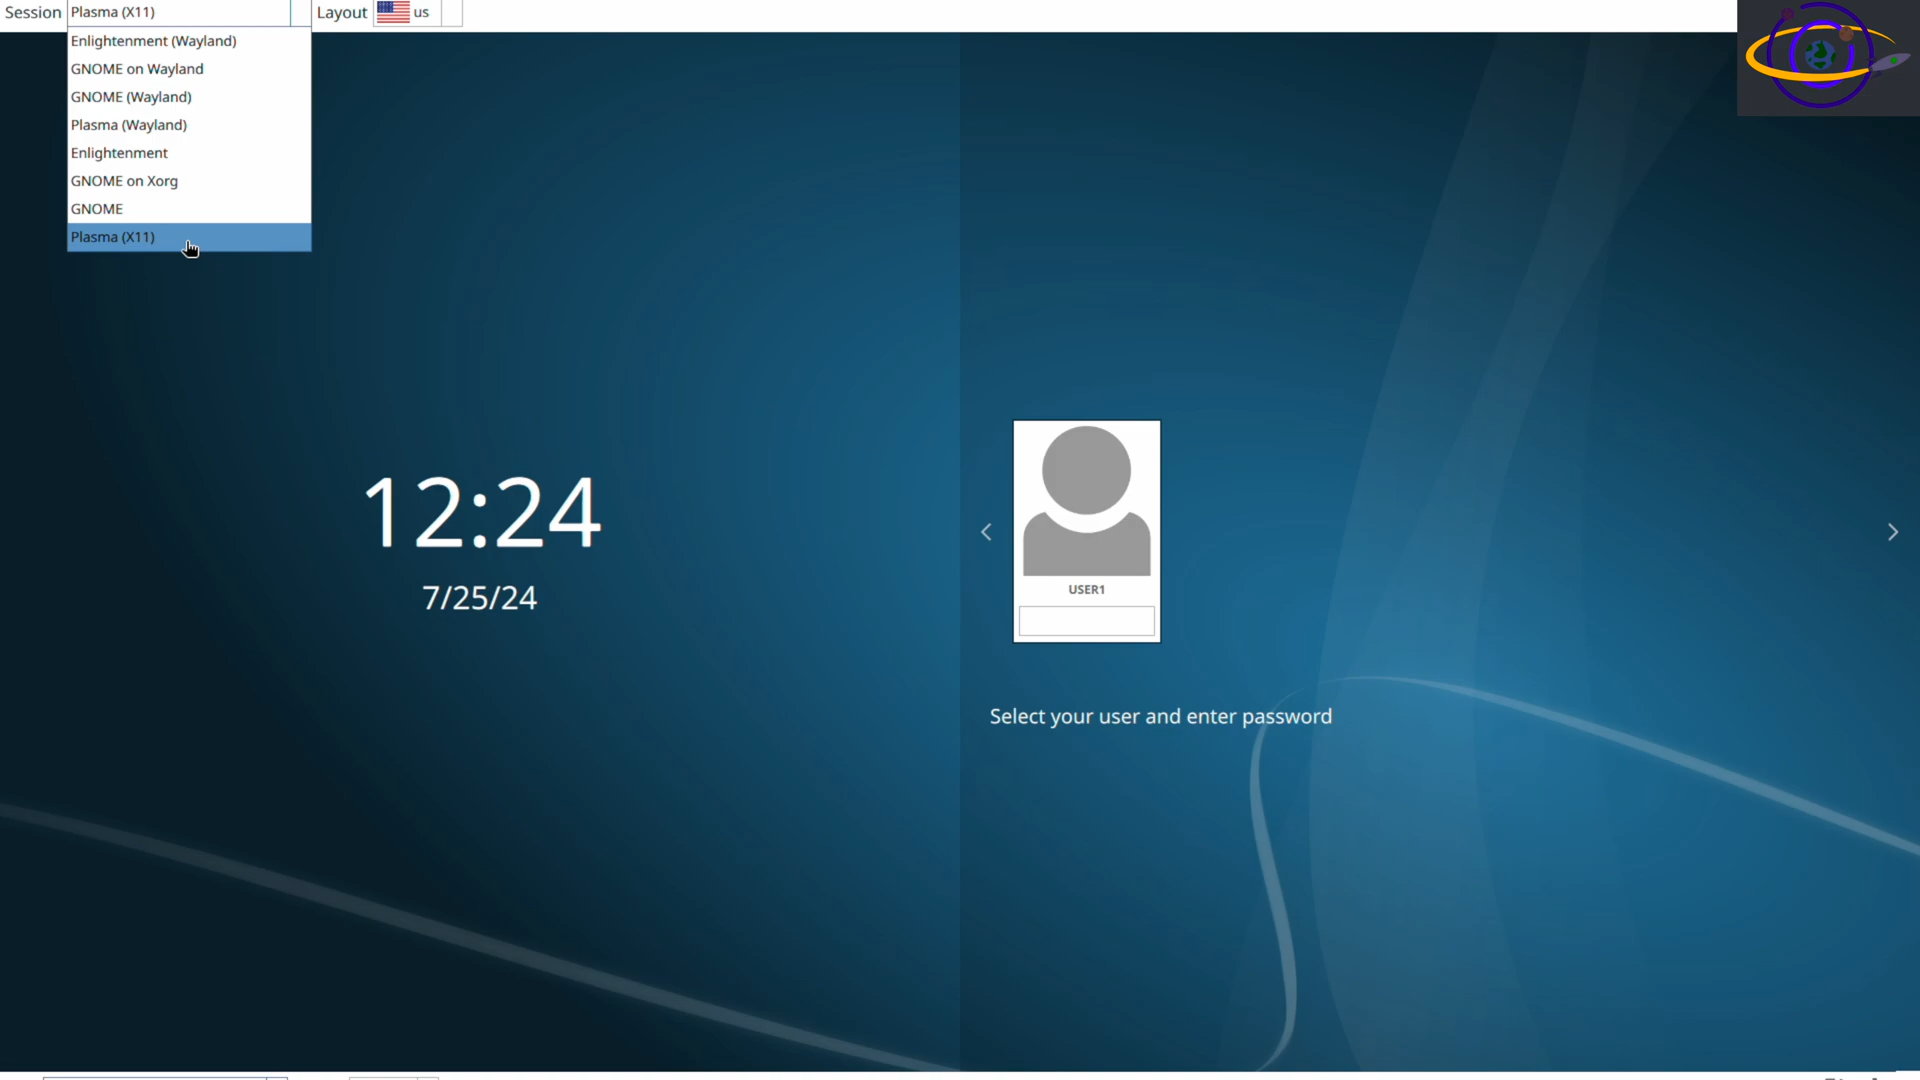 Session Plasma (X11) Layout us
Enlightenment (Wayland)
GNOME on Wayland
GNOME (Wayland)
Plasma (Wayland)
Enlightenment
GNOME on Xorg
GNOME
Plasma (X11)
12:24
7/25/24
USER1
Select your user and enter password